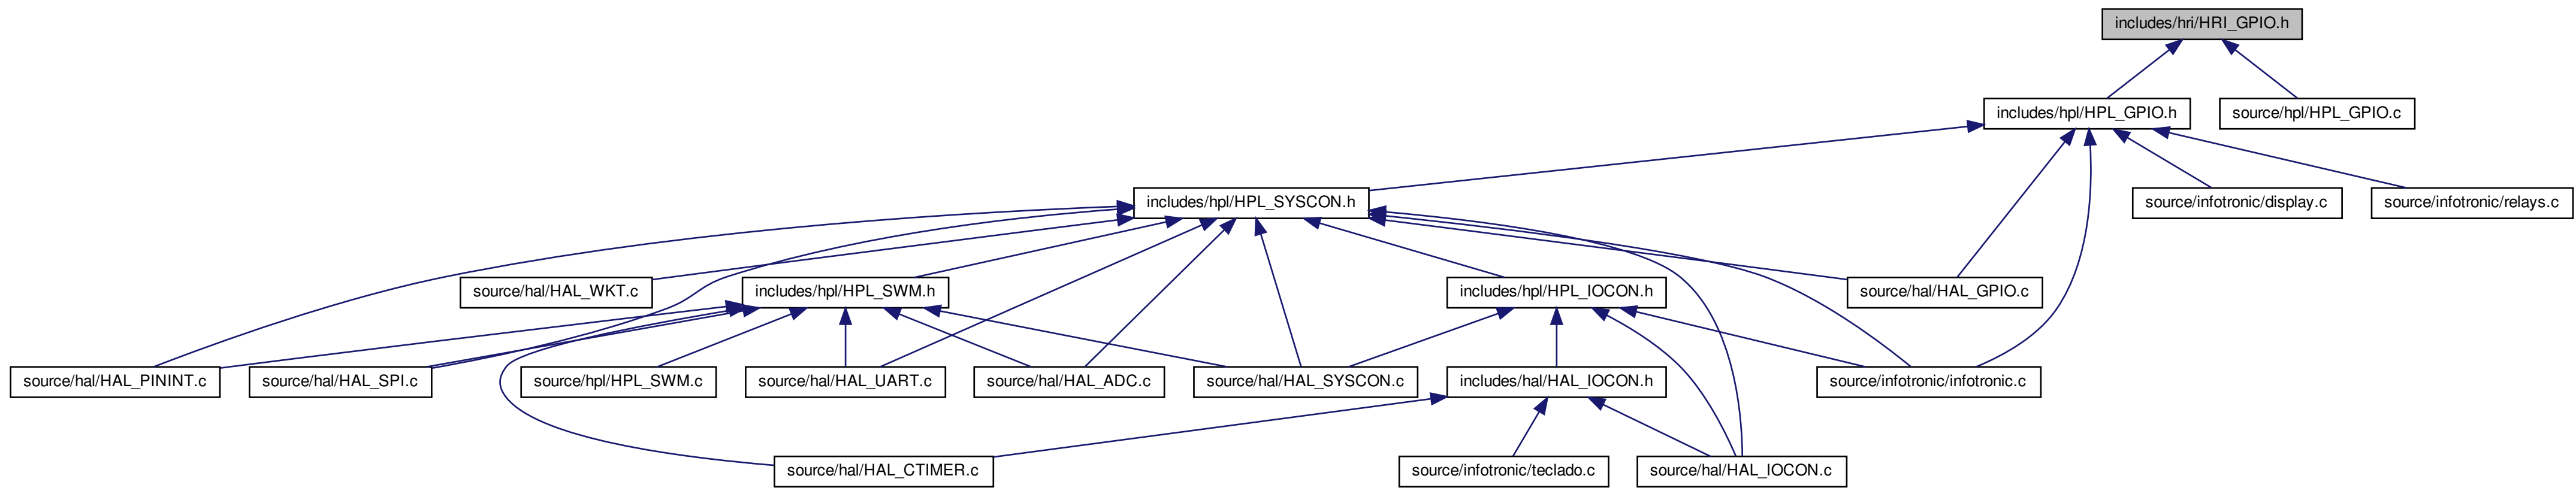 includes/hri/HRI_GPIO.h
includes/hpl/HPL_GPIO.h
source/hpl/HPL_GPIO.c
includes/hpl/HPL_SYSCON.h
source/infotronic/display.c
source/infotronic/relays.c
source/hal/HAL_WKT.c
includes/hpl/HPL_SWM.h
includes/hpl/HPL_IOCON.h
source/hal/HAL_GPIO.c
source/hal/HAL_PININT.c
source/hal/HAL_SPI.c
source/hpl/HPL_SWM.c
source/hal/HAL_UART.c
source/hal/HAL_ADC.c
source/hal/HAL_SYSCON.c
includes/hal/HAL_IOCON.h
source/infotronic/infotronic.c
source/hal/HAL_CTIMER.c
source/infotronic/teclado.c
source/hal/HAL_IOCON.c